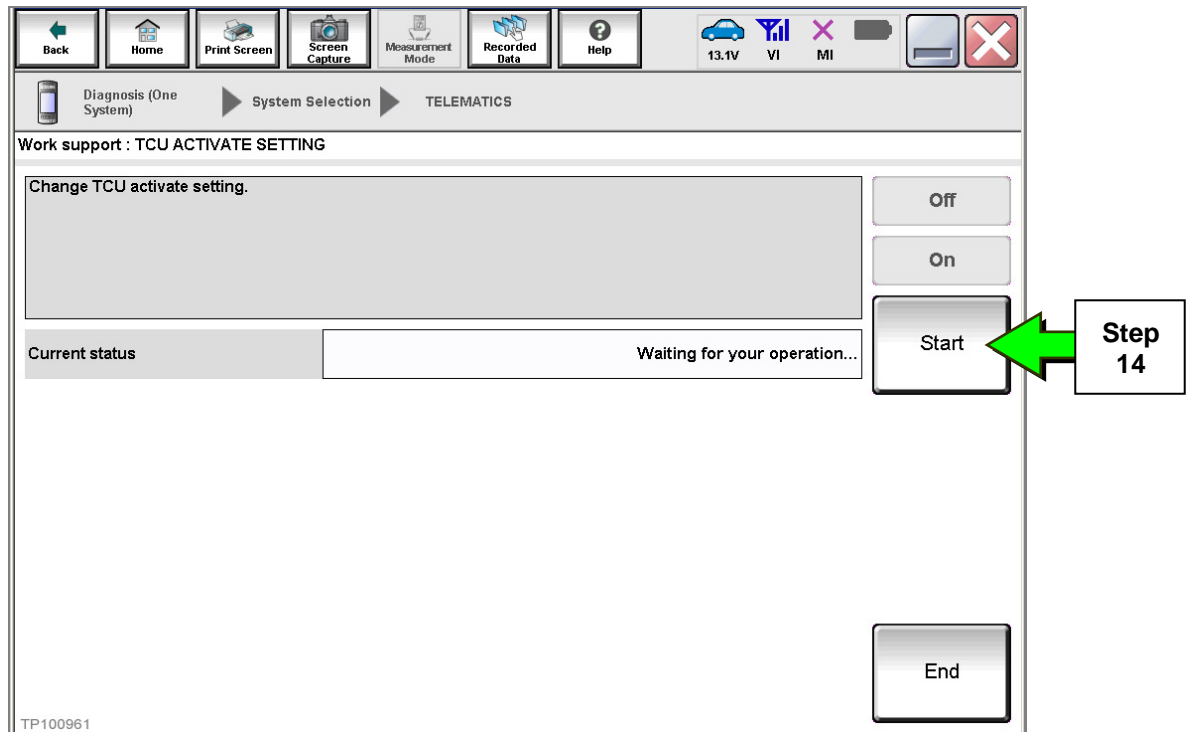 Back
Home
Print Screen
Screen
Capture
Measurement
Mode
Recorded
Data
Help
13.1V
VI
MI
Diagnosis (One
System)
System Selection
TELEMATICS
Work support : TCU ACTIVATE SETTING
Change TCU activate setting.
Off
On
Current status
Waiting for your operation...
Start
Step
14
End
TP100961